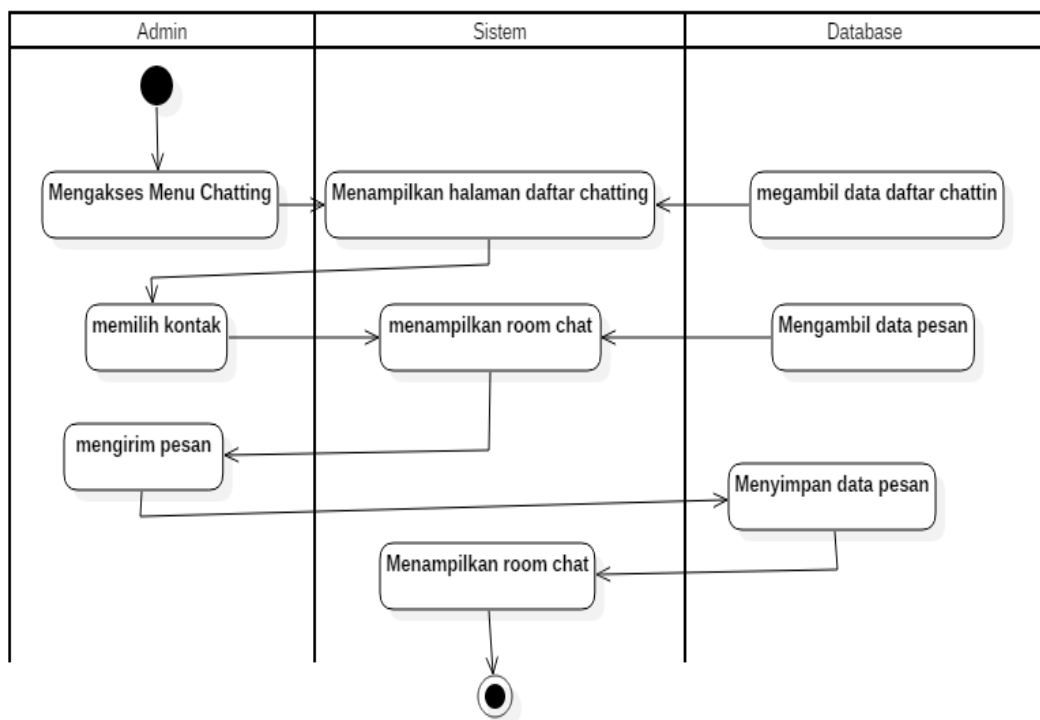 Admin
Sistem
Database
Mengakses Menu Chatting
Menampilkan halaman daftar chatting
megambil data daftar chattin
memilih kontak
menampilkan room chat
Mengambil data pesan
mengirim pesan
Menyimpan data pesan
Menampilkan room chat